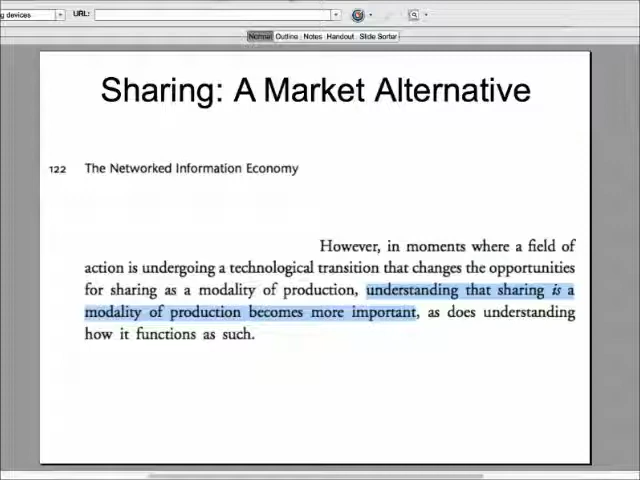 g devices
URL:
Normal Outline Notes Handout Slide Sorter
Sharing: A Market Alternative
122 The Networked Information Economy
However, in moments where a field of
action is undergoing a technological transition that changes the opportunities
for sharing as a modality of production, understanding that sharing is a
modality of production becomes more important, as does understanding
how it functions as such.